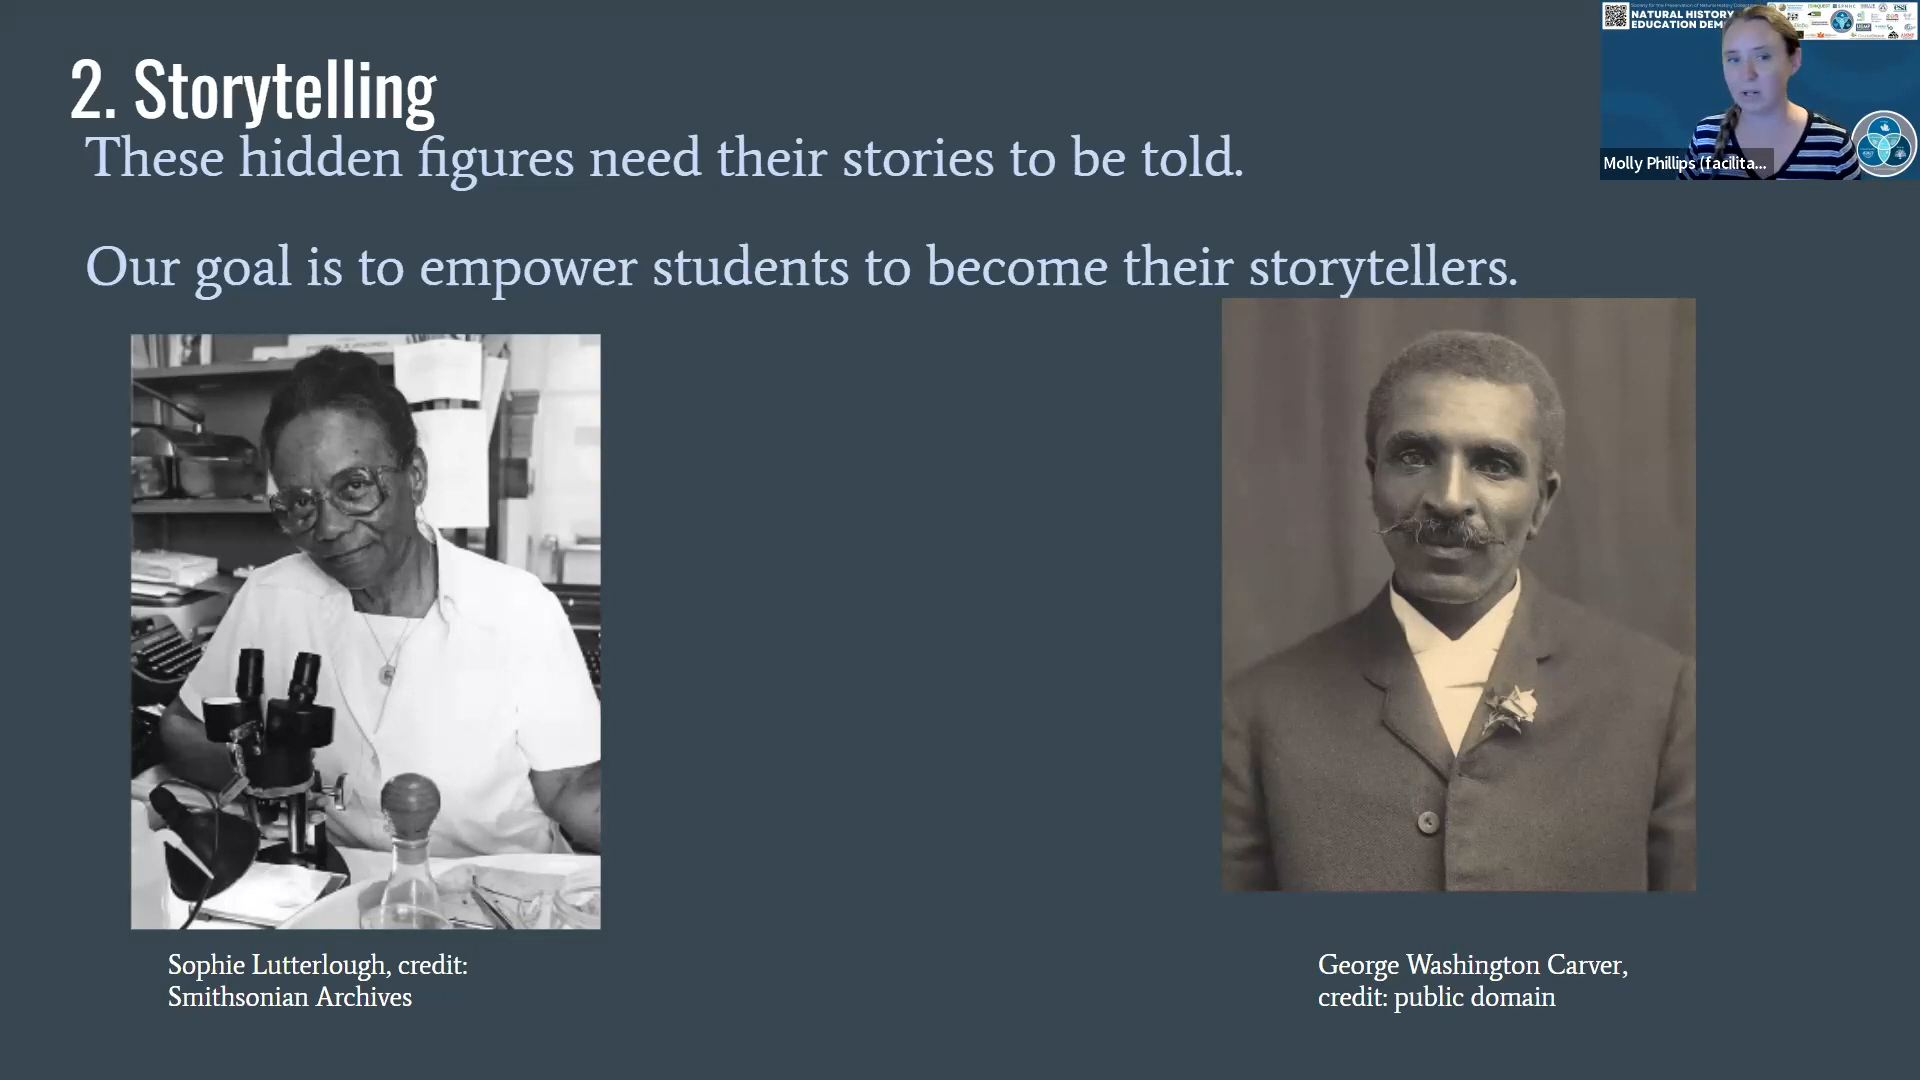 2. Storytelling
These hidden figures need their stories to be told.
Our goal is to empower students to become their storytellers.
Sophie Lutterlough, credit:
Smithsonian Archives
George Washington Carver,
credit: public domain
NATURAL HISTORY
EDUCATION DEM
Molly Phillips (facilita...